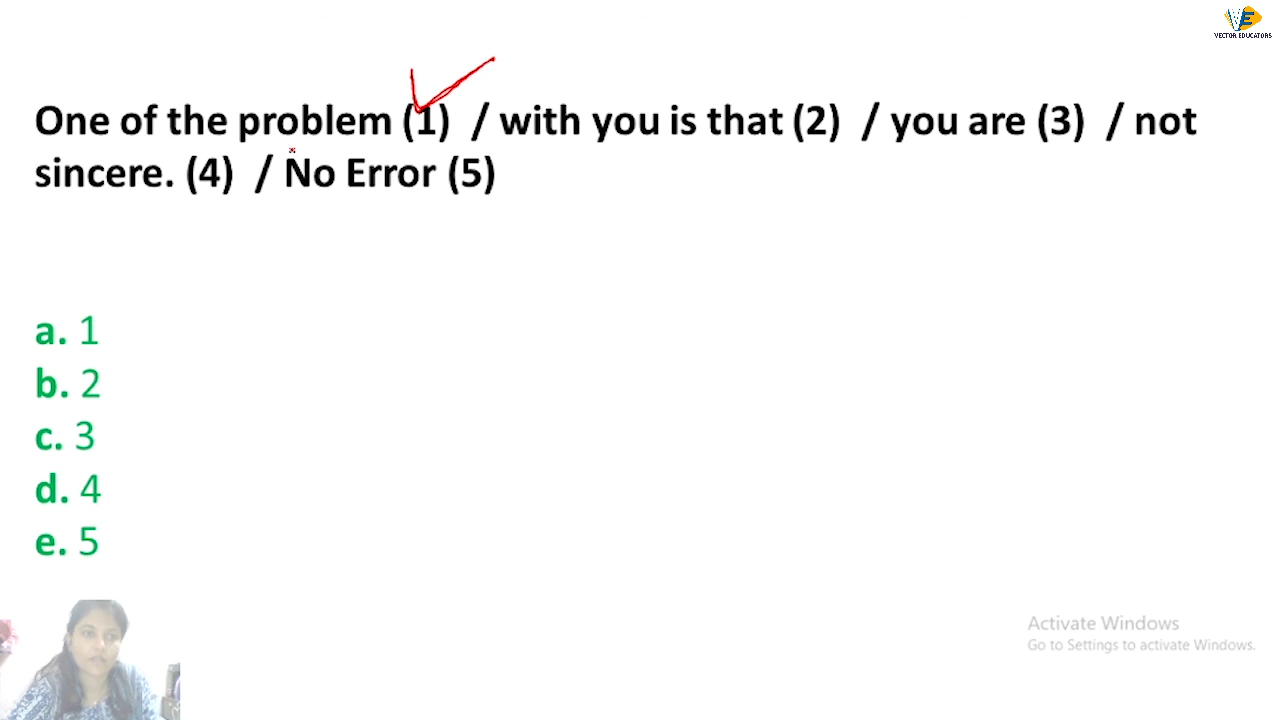 VECTOR EDUCATORS
One of the problem (1) / with you is that (2) / you are (3) / not
sincere. (4) / No Error (5)
a. 1
b. 2
c. 3
d. 4
e. 5
Activate Windows
Go to Settings to activate Windows.